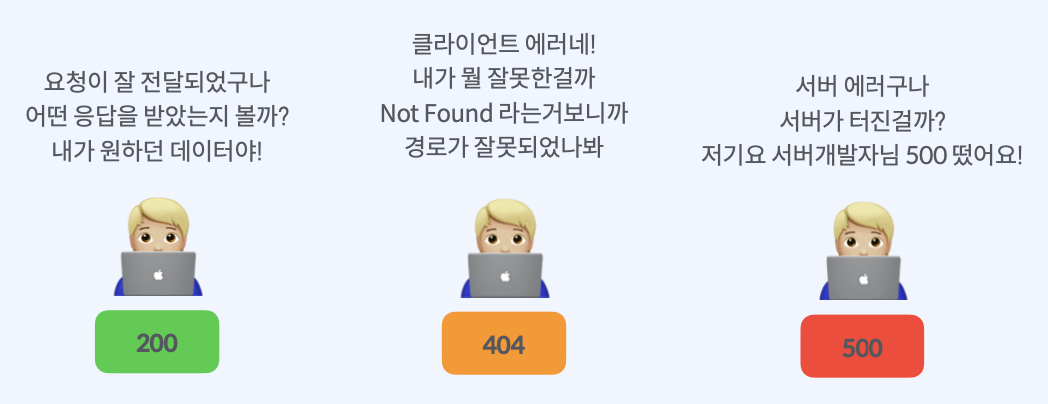 요청이 잘 전달되었구나
어떤 응답을 받았는지 볼까?
내가 원하던 데이터야!
200
클라이언트 에러네!
내가 뭘 잘못한걸까
Not Found 라는거보니까
경로가 잘못되었나봐
404
서버 에러구나
서버가 터진걸까?
저기요 서버개발자님 500 떴어요!
500